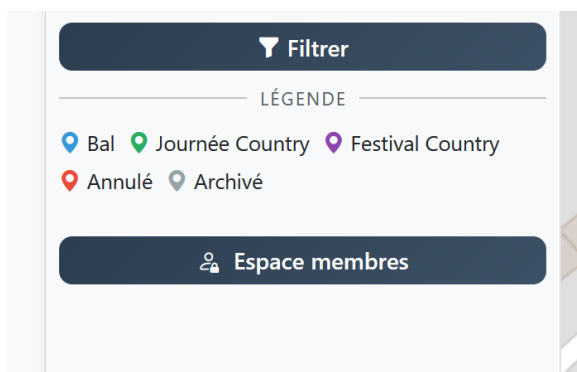 Filtrer
LÉGENDE
Bal Journée Country Festival Country
Annulé Archivé
Espace membres